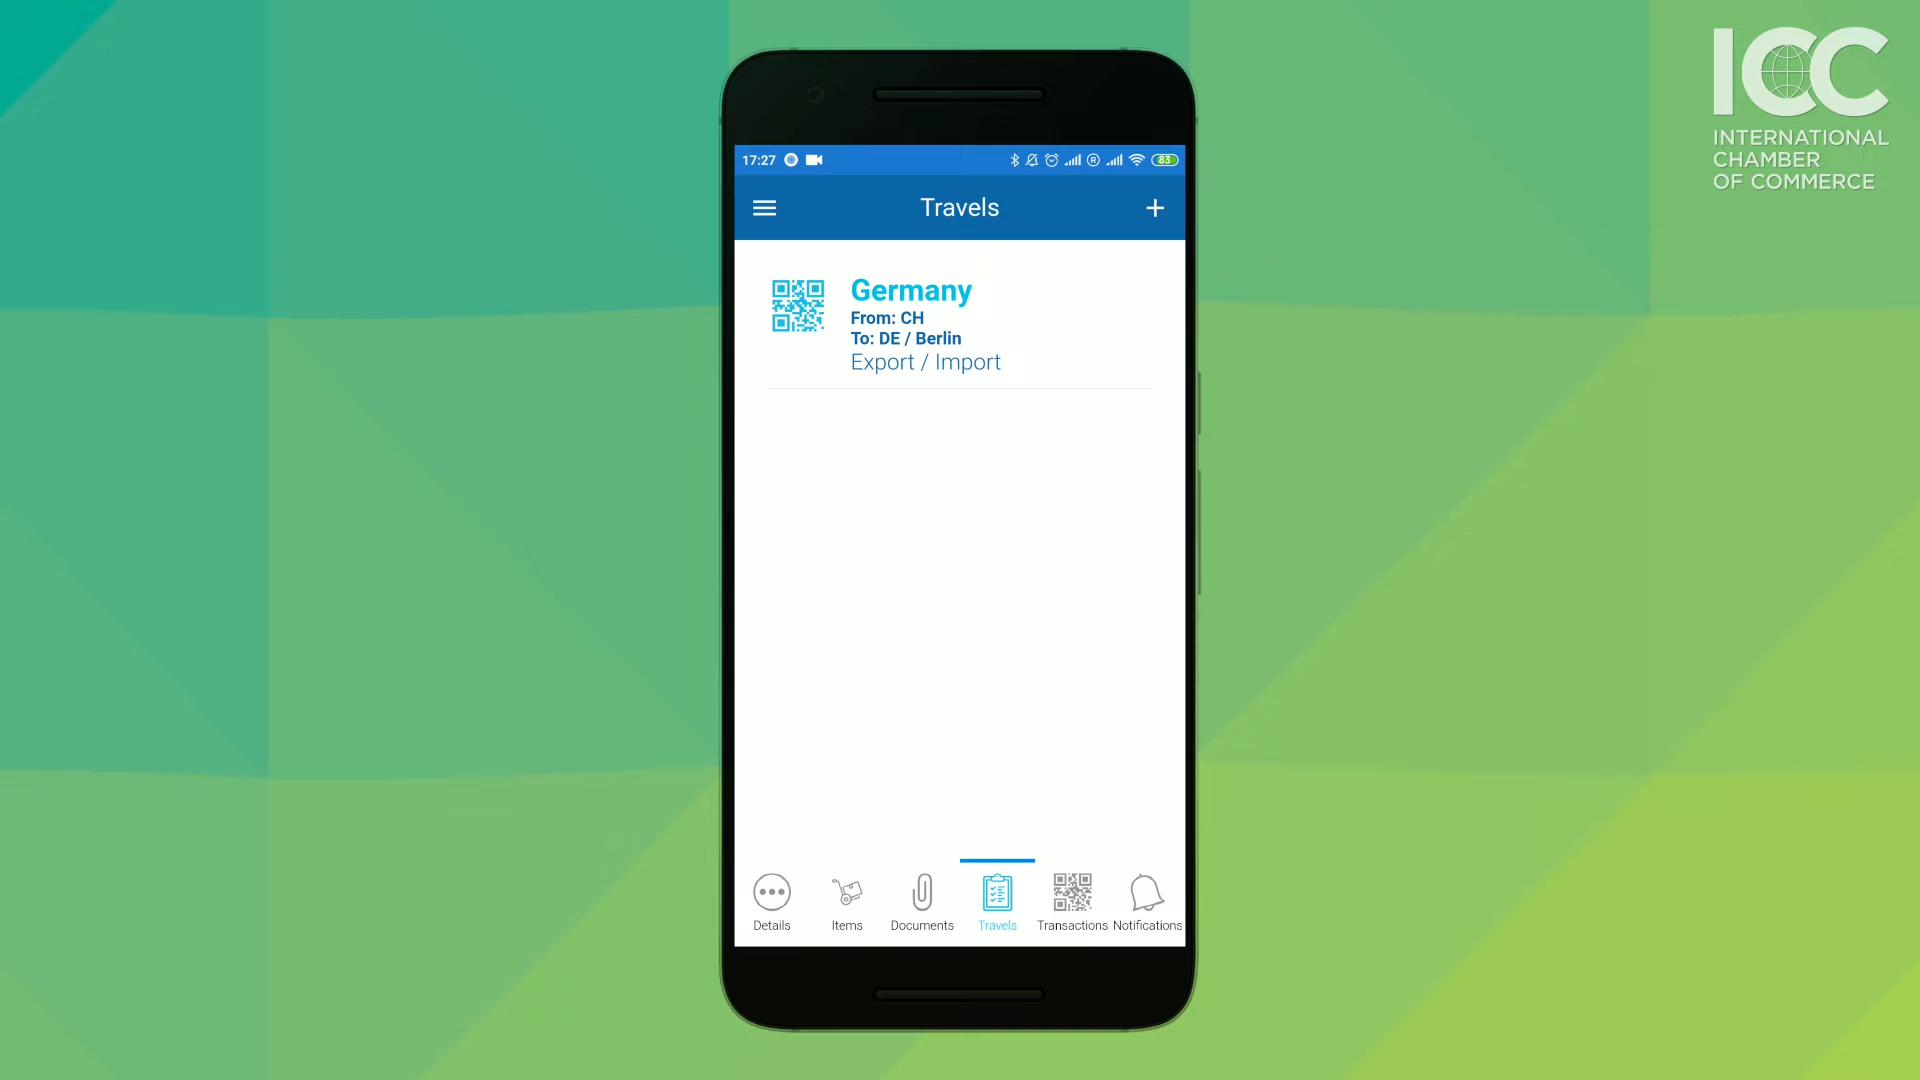 ICC
INTERNATIONAL
CHAMBER
OF COMMERCE
17:27
83
Travels
Germany
From: CH
To: DE / Berlin
Export / Import
Details
Items
Documents
Travels
Transactions
Notifications